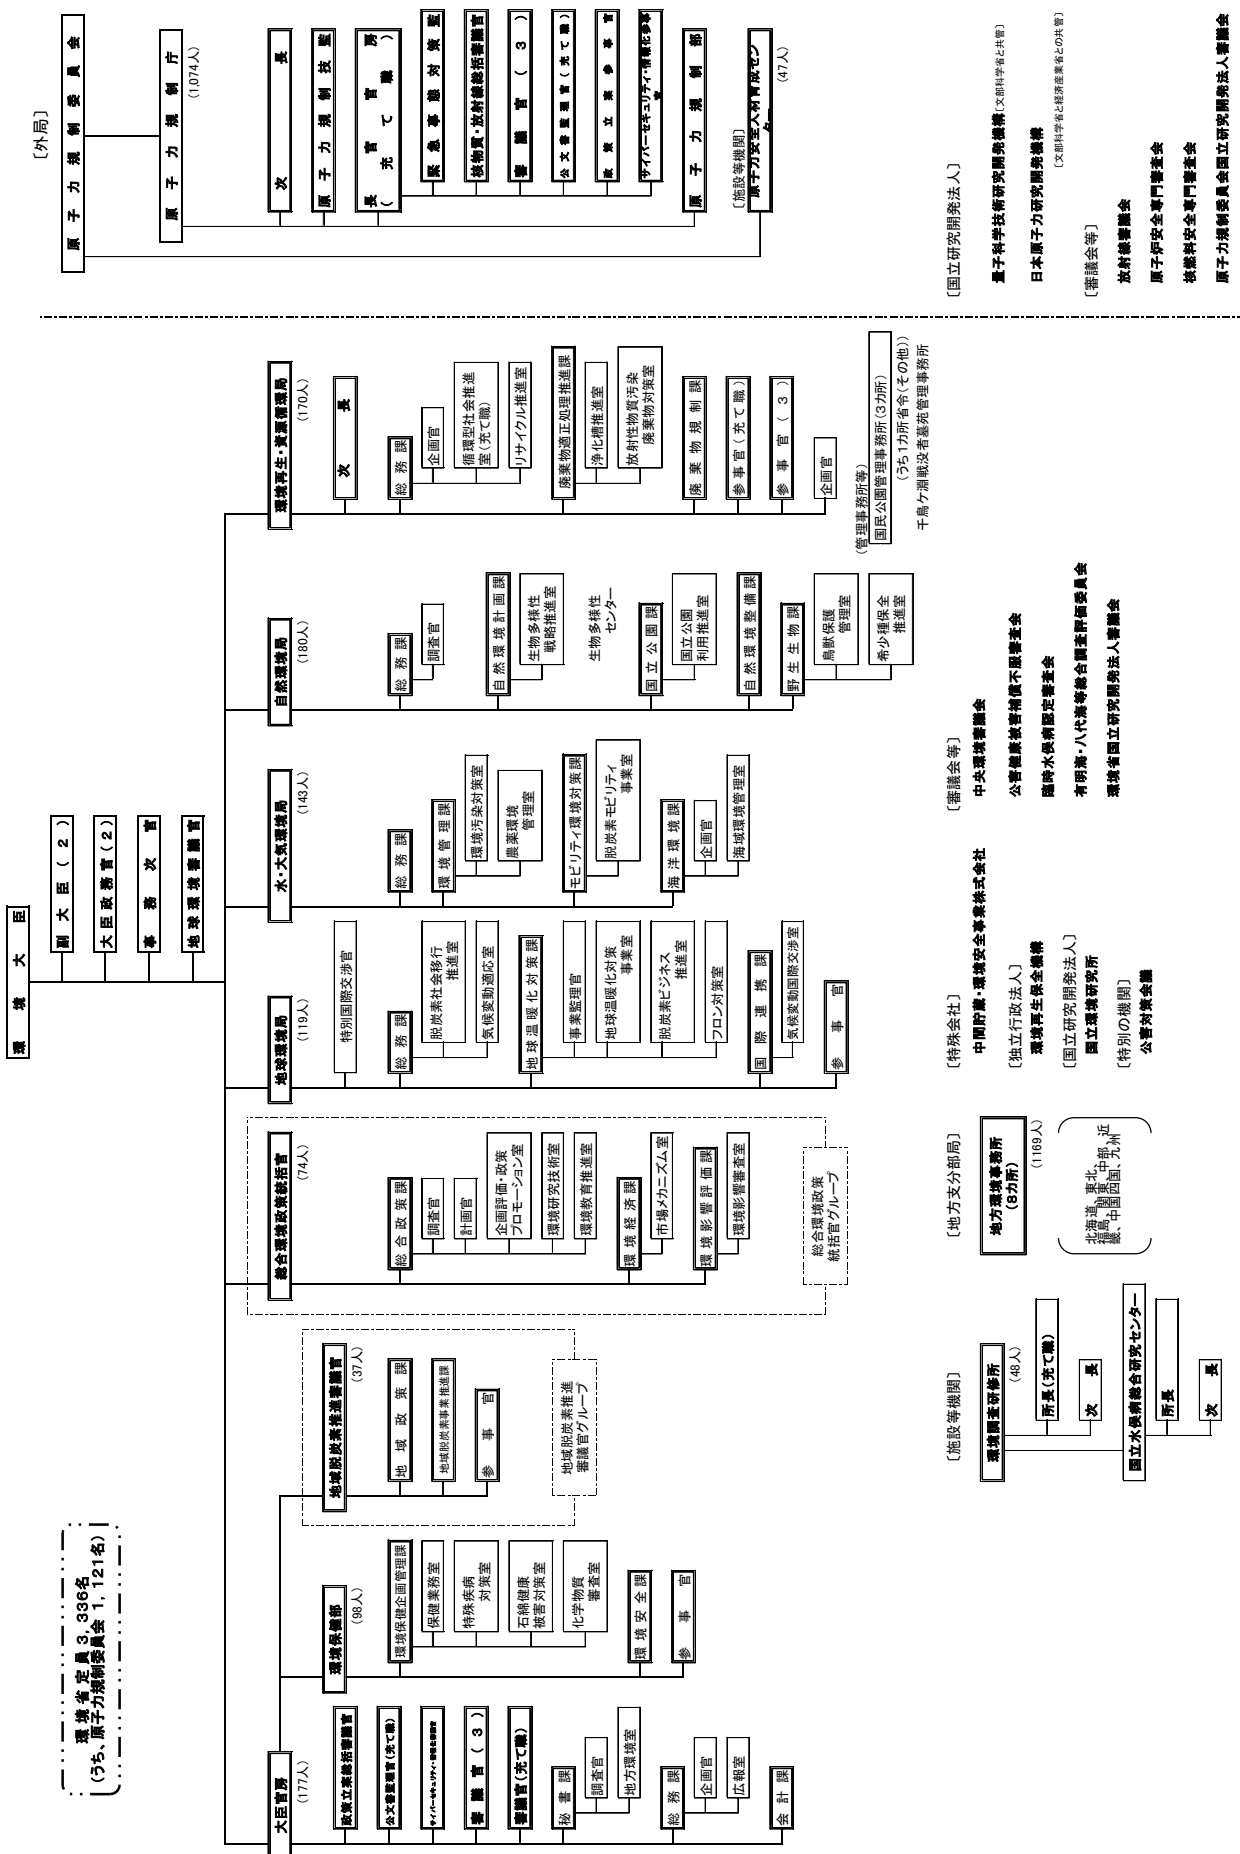 環境省定員3,336名
(うち、原子力規制委員会1,121名)
環境大臣
副大臣(2)
大臣政務官(2)
事務次官
地球環境審議官
大臣官房
(177人)
政策立案総括審議官
公文書監理官(充て職)
サイバーセキュリティ・情報化審議官
審議官(3)
審議官(充て職)
秘書課
調査官
地方環境室
総務課
企画官
広報室
会計課
環境保健部
(98人)
環境保健企画管理課
保健業務室
特殊疾病
対策室
石綿健康
被害対策室
化学物質
審査室
環境安全課
参事官
地域脱炭素推進審議官
(37人)
地域政策課
地域脱炭素事業推進課
参事官
地域脱炭素推進
審議官グループ
総合環境政策統括官
(74人)
総合政策課
調査官
計画官
企画評価・政策
プロモーション室
環境研究技術室
環境教育推進室
環境経済課
市場メカニズム室
環境影響評価課
環境影響審査室
総合環境政策
統括官グループ
地球環境局
(119人)
特別国際交渉官
総務課
脱炭素社会移行
推進室
気候変動適応室
地球温暖化対策課
事業監理官
地球温暖化対策
事業室
脱炭素ビジネス
推進室
フロン対策室
国際連携課
気候変動国際交渉室
参事官
水・大気環境局
(143人)
総務課
環境管理課
環境汚染対策室
農薬環境
管理室
モビリティ環境対策課
脱炭素モビリティ
事業室
海洋環境課
企画官
海域環境管理室
自然環境局
(180人)
総務課
調査官
自然環境計画課
生物多様性
戦略推進室
生物多様性
センター
国立公園課
国立公園
利用推進室
自然環境整備課
野生生物課
鳥獣保護
管理室
希少種保全
推進室
(管理事務所等)
国民公園管理事務所(3カ所)
(うち1カ所省令(その他))
千鳥ケ淵戦没者墓苑管理事務所
環境再生・資源循環局
(170人)
次長
総務課
企画官
循環型社会推進
室(充て職)
リサイクル推進室
廃棄物適正処理推進課
浄化槽推進室
放射性物質汚染
廃棄物対策室
廃棄物規制課
参事官(充て職)
参事官(3)
企画官
[施設等機関]
環境調査研修所
(48人)
所長(充て職)
次長
国立水俣病総合研究センター
所長
次長
[地方支分部局]
地方環境事務所
(8カ所)
(1169人)
北海道、東北、
福島、関東、中部、近
畿、中国四国、九州
[特殊会社]
中間貯蔵・環境安全事業株式会社
[独立行政法人]
環境再生保全機構
[国立研究開発法人]
国立環境研究所
[特別の機関]
公害対策会議
[審議会等]
中央環境審議会
公害健康被害補償不服審査会
臨時水俣病認定審査会
有明海・八代海等総合調査評価委員会
環境省国立研究開発法人審議会
[外局]
原子力規制委員会
原子力規制庁
(1,074人)
次長
原子力規制技監
長官官房
(充て職)
緊急事態対策監
核物質・放射線総括審議官
審議官(3)
公文書監理官(充て職)
政策立案参事官
サイバーセキュリティ・情報化参事
官
原子力規制部
[施設等機関]
原子力安全人材育成セン
ター
(47人)
[国立研究開発法人]
量子科学技術研究開発機構[文部科学省と共管]
日本原子力研究開発機構
[文部科学省と経済産業省との共管]
[審議会等]
放射線審議会
原子炉安全専門審査会
核燃料安全専門審査会
原子力規制委員会国立研究開発法人審議会